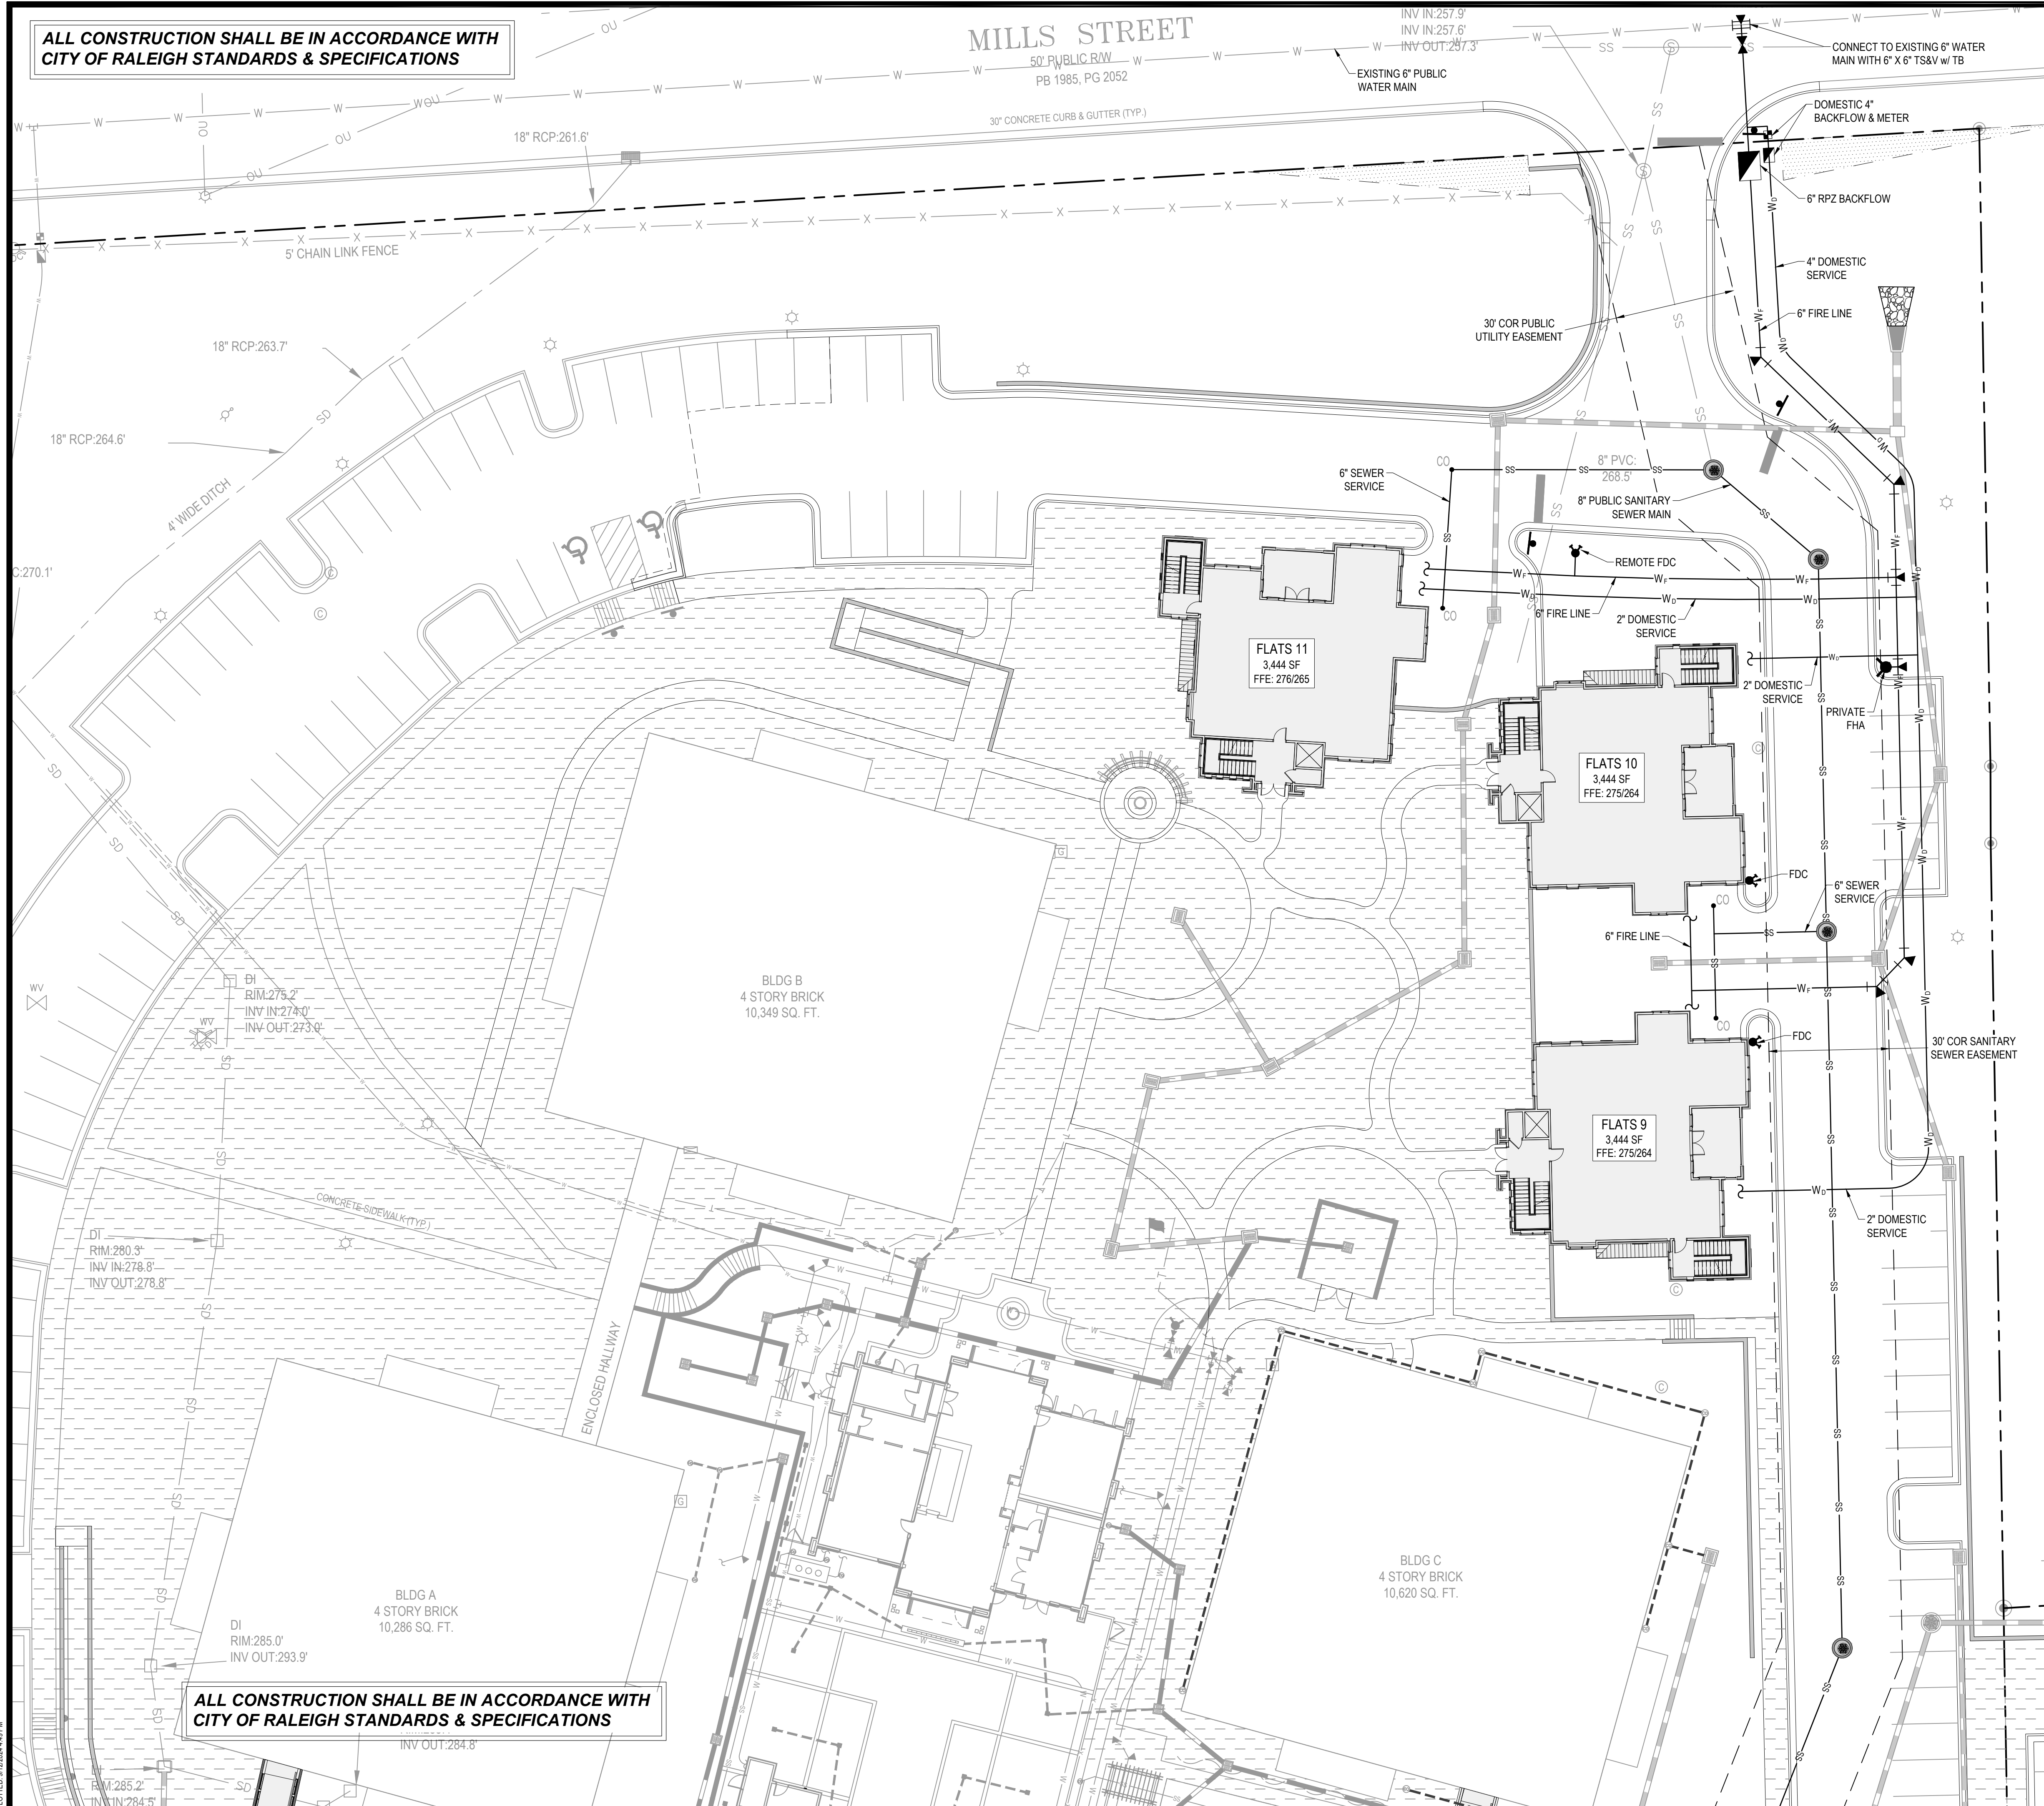 ALL CONSTRUCTION SHALL BE IN ACCORDANCE WITH
CITY OF RALEIGH STANDARDS & SPECIFICATIONS
MILLS STREET
50' PUBLIC R/W
PB 1985, PG 2052
INV IN:257.9'
INV IN:257.6'
INV OUT:257.3'
EXISTING 6" PUBLIC
WATER MAIN
CONNECT TO EXISTING 6" WATER
MAIN WITH 6" X 6" TS&V w/ TB
DOMESTIC 4"
BACKFLOW & METER
30" CONCRETE CURB & GUTTER (TYP.)
18" RCP:261.6'
6" RPZ BACKFLOW
5' CHAIN LINK FENCE
4" DOMESTIC
SERVICE
6" FIRE LINE
30' COR PUBLIC
UTILITY EASEMENT
18" RCP:263.7'
18" RCP:264.6'
4' WIDE DITCH
6" SEWER
SERVICE
CO
8" PVC:
268.5'
8" PUBLIC SANITARY
SEWER MAIN
C:270.1'
REMOTE FDC
6" FIRE LINE
2" DOMESTIC
SERVICE
CO
FLATS 11
3,444 SF
FFE: 276/265
2" DOMESTIC
SERVICE
PRIVATE
FHA
FLATS 10
3,444 SF
FFE: 275/264
FDC
6" SEWER
SERVICE
CO
6" FIRE LINE
BLDG B
4 STORY BRICK
10,349 SQ. FT.
DI
RIM:275.2'
INV IN:274.0'
INV OUT:273.0'
WV
WV
CO
FDC
30' COR SANITARY
SEWER EASEMENT
FLATS 9
3,444 SF
FFE: 275/264
2" DOMESTIC
SERVICE
CONCRETE SIDEWALK (TYP.)
DI
RIM:280.3'
INV IN:278.8'
INV OUT:278.8'
ENCLOSED HALLWAY
BLDG C
4 STORY BRICK
10,620 SQ. FT.
BLDG A
4 STORY BRICK
10,286 SQ. FT.
DI
RIM:285.0'
INV OUT:293.9'
ALL CONSTRUCTION SHALL BE IN ACCORDANCE WITH
CITY OF RALEIGH STANDARDS & SPECIFICATIONS
INV OUT:284.8'
RIM:285.2'
INV IN:284.5'